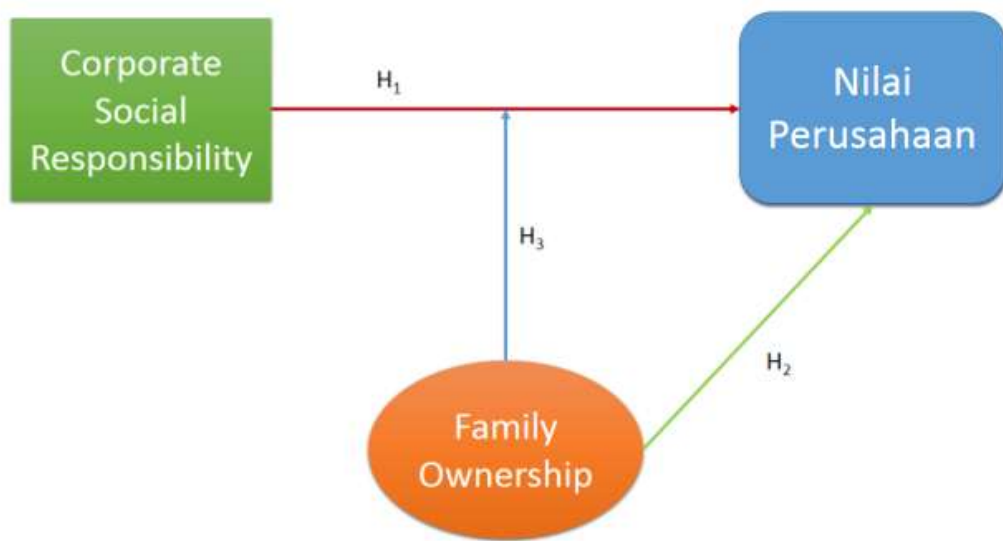 Corporate
Social
Responsibility
H₁
Nilai
Perusahaan
H₃
H₂
Family
Ownership